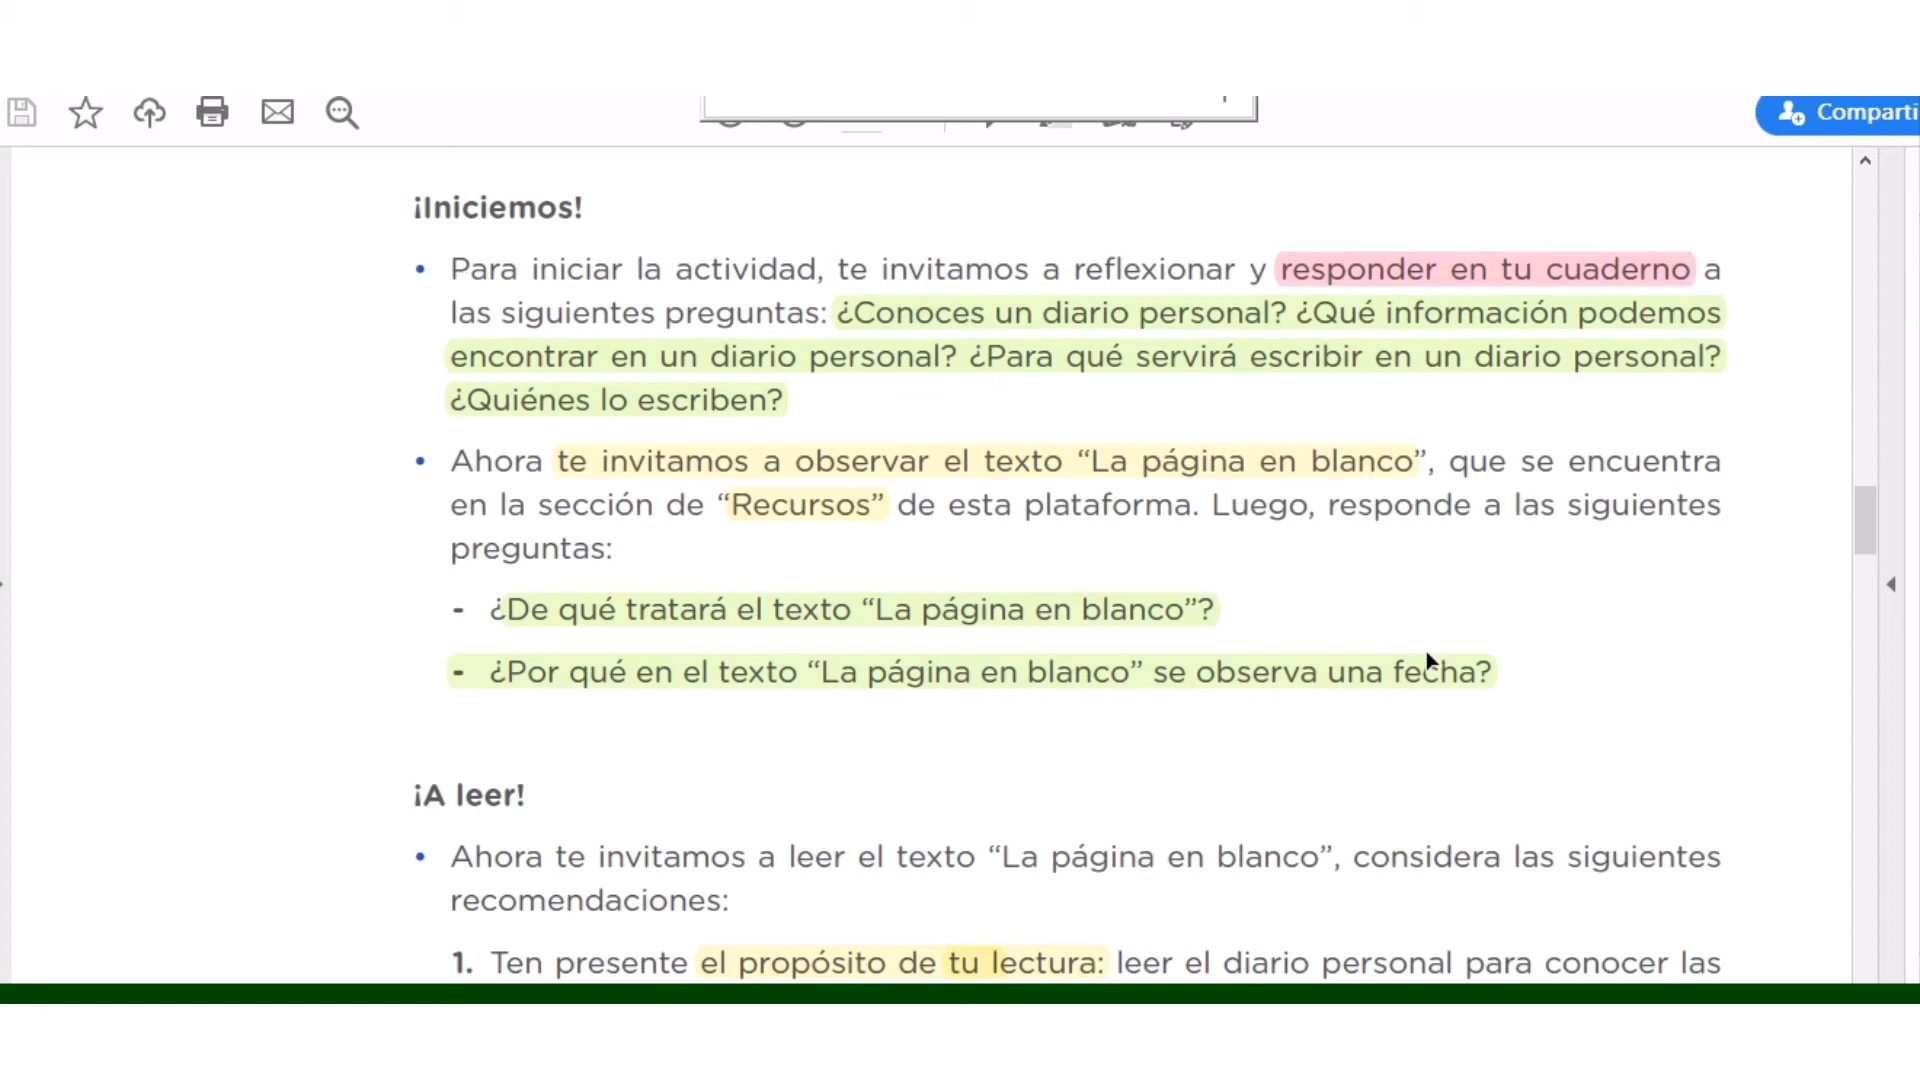 Comparti
¡Iniciemos!
• Para iniciar la actividad, te invitamos a reflexionar y responder en tu cuaderno a
las siguientes preguntas: ¿Conoces un diario personal? ¿Qué información podemos
encontrar en un diario personal? ¿Para qué servirá escribir en un diario personal?
¿Quiénes lo escriben?
• Ahora te invitamos a observar el texto “La página en blanco”, que se encuentra
en la sección de “Recursos” de esta plataforma. Luego, responde a las siguientes
preguntas:
- ¿De qué tratará el texto “La página en blanco”?
- ¿Por qué en el texto “La página en blanco” se observa una fecha?
¡A leer!
• Ahora te invitamos a leer el texto “La página en blanco”, considera las siguientes
recomendaciones:
1. Ten presente el propósito de tu lectura: leer el diario personal para conocer las